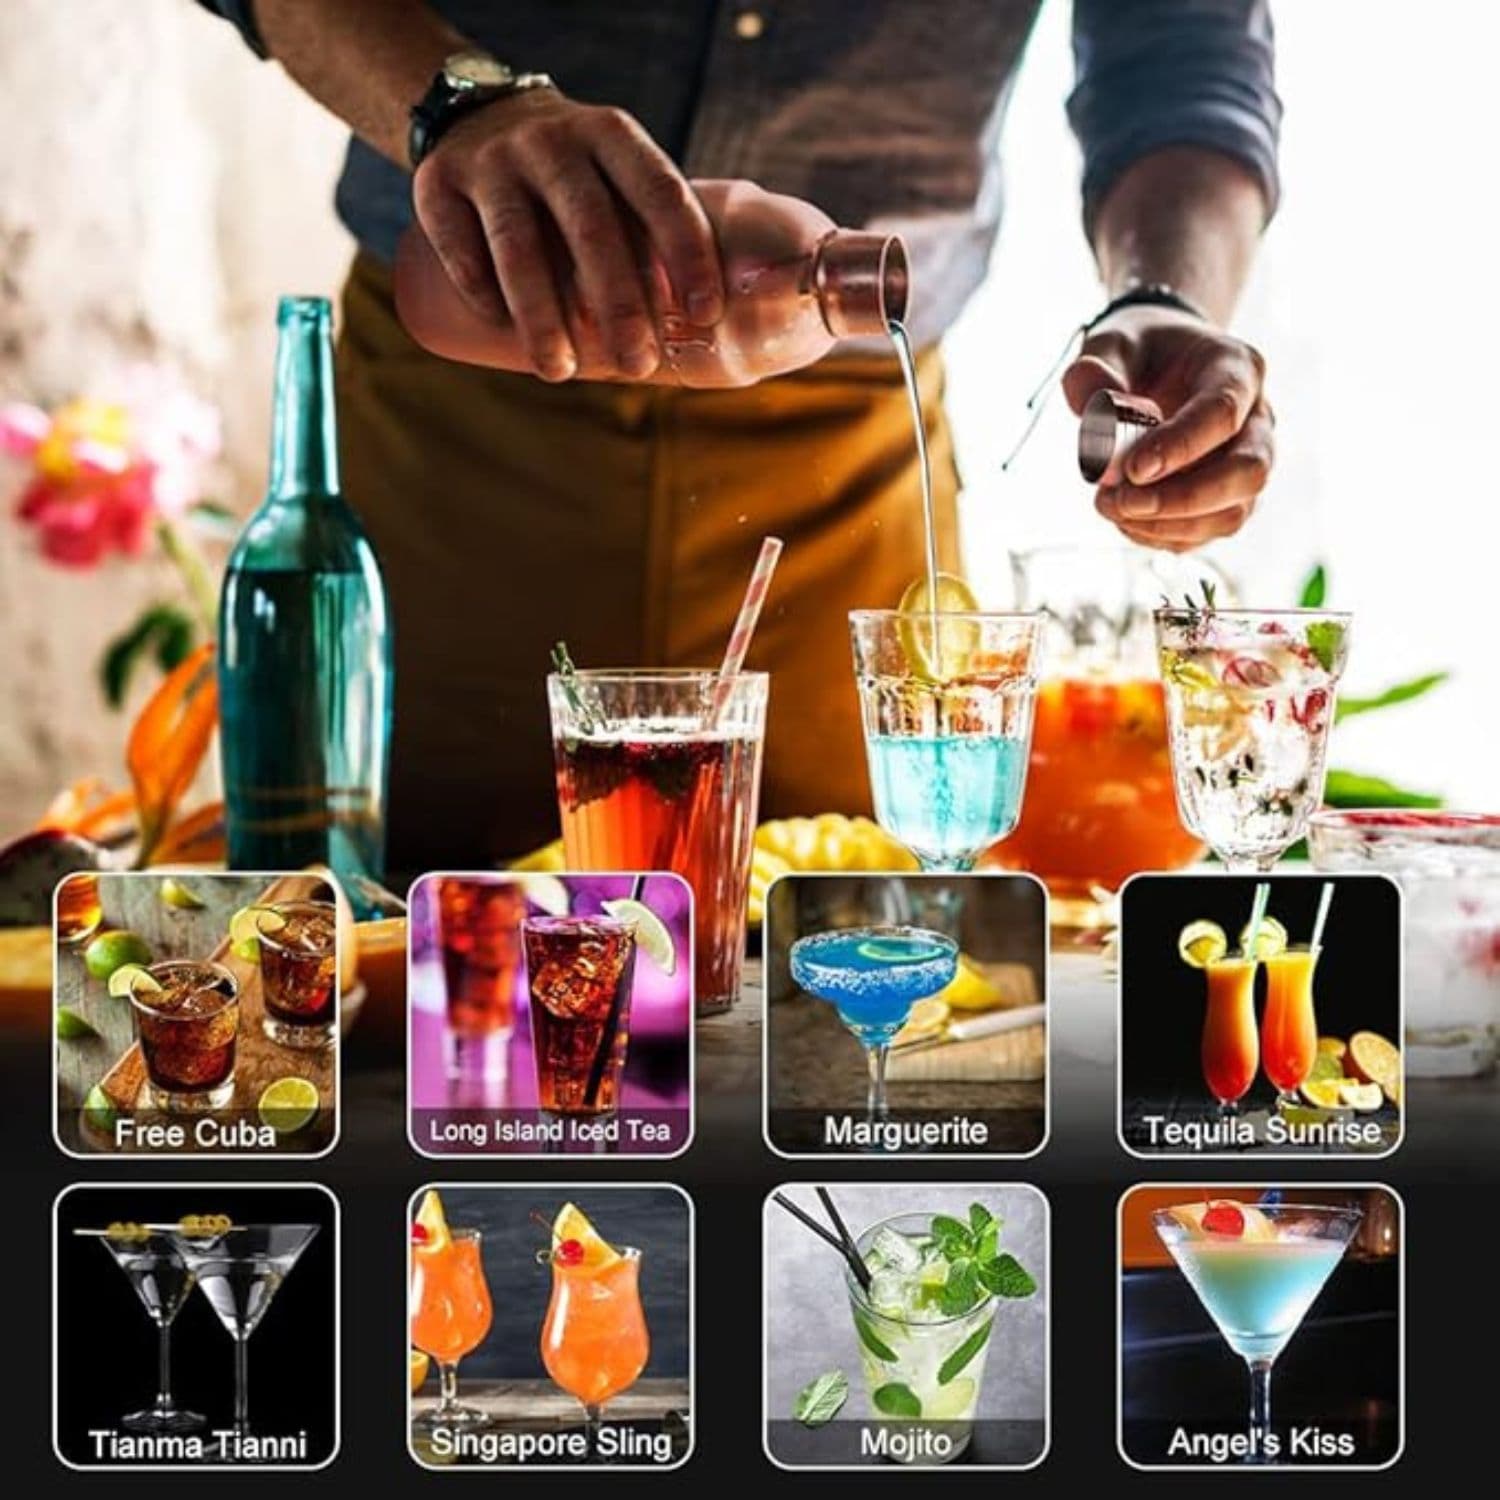 Free Cuba
Long Island Iced Tea
Marguerite
Tequila Sunrise
Tianma Tianni
Singapore Sling
Mojito
Angel's Kiss